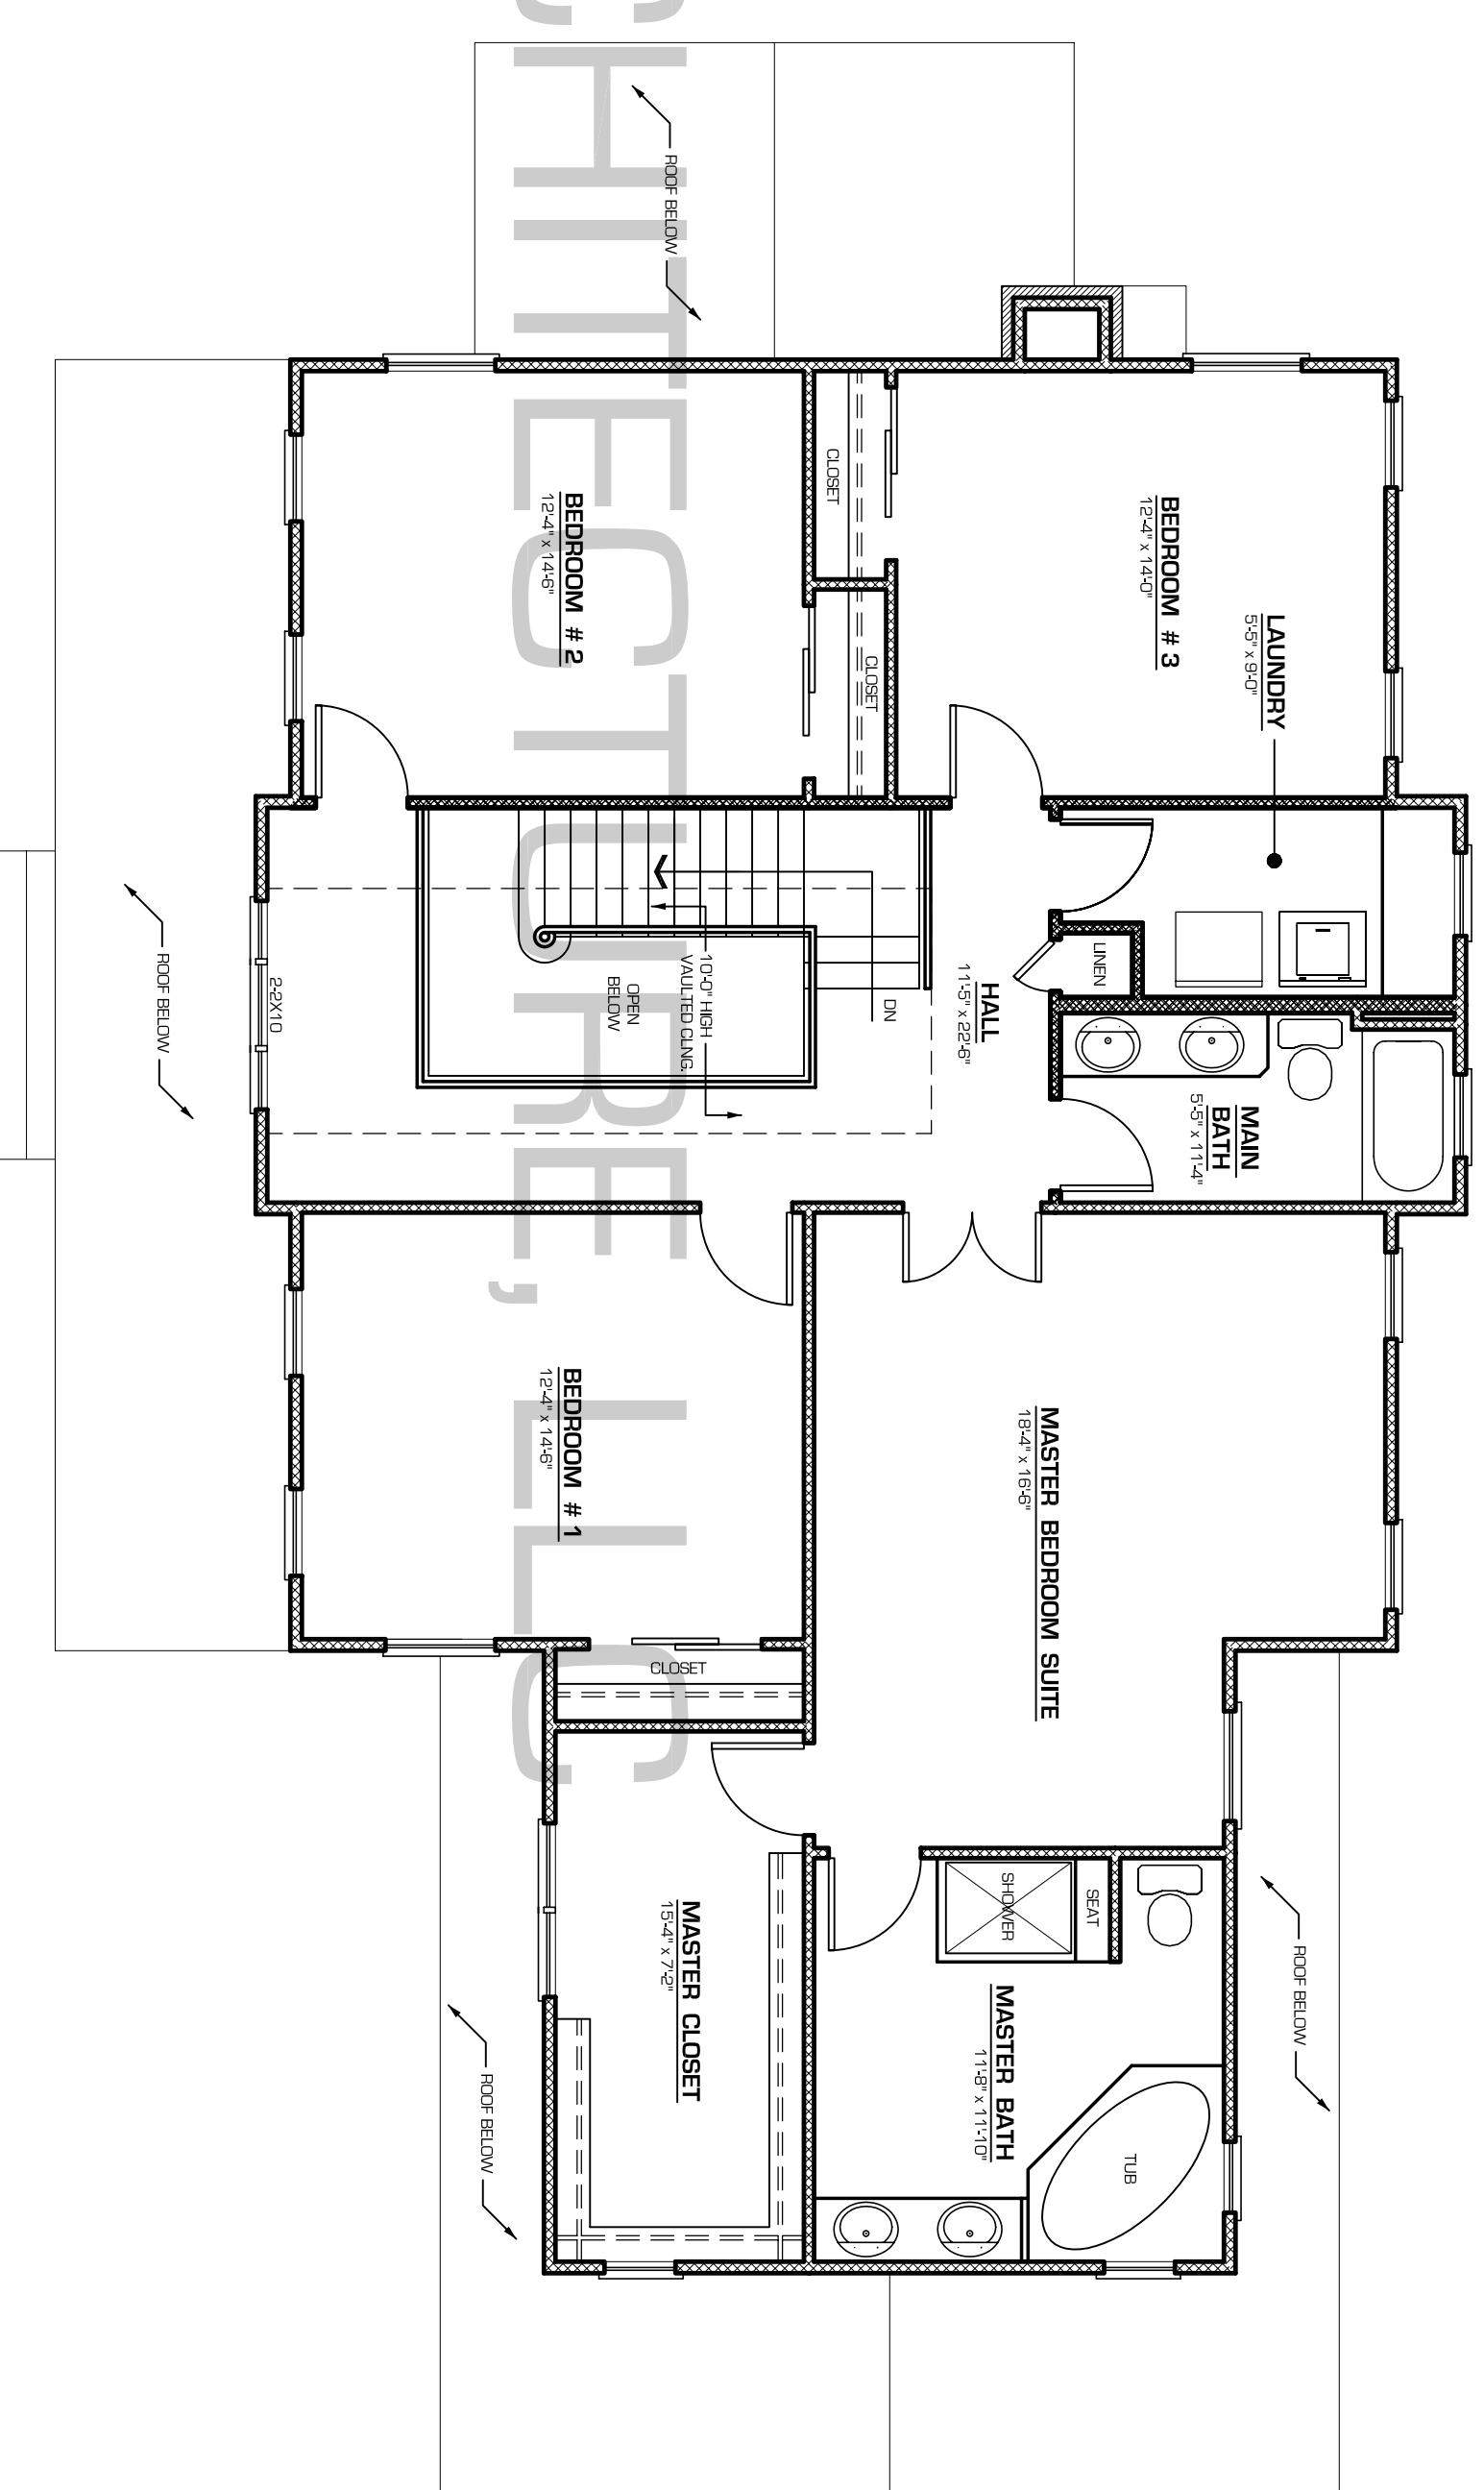 CHITECTURE, LLC
ROOF BELOW
BEDROOM #3
12'-4" x 14'-0"
LAUNDRY
5'-5" x 9'-0"
CLOSET
CLOSET
BEDROOM #2
12'-4" x 14'-6"
LINEN
HALL
11'-5" x 22'-6"
DN
10'-0" HIGH
VAULTED CLNG.
OPEN
BELOW
2-2X10
ROOF BELOW
MAIN
BATH
5'-5" x 11'-4"
MASTER BEDROOM SUITE
18'-4" x 16'-6"
BEDROOM #1
12'-4" x 14'-6"
CLOSET
SEAT
SHOWER
MASTER BATH
11'-8" x 11'-10"
TUB
MASTER CLOSET
15'-4" x 7'-2"
ROOF BELOW
ROOF BELOW